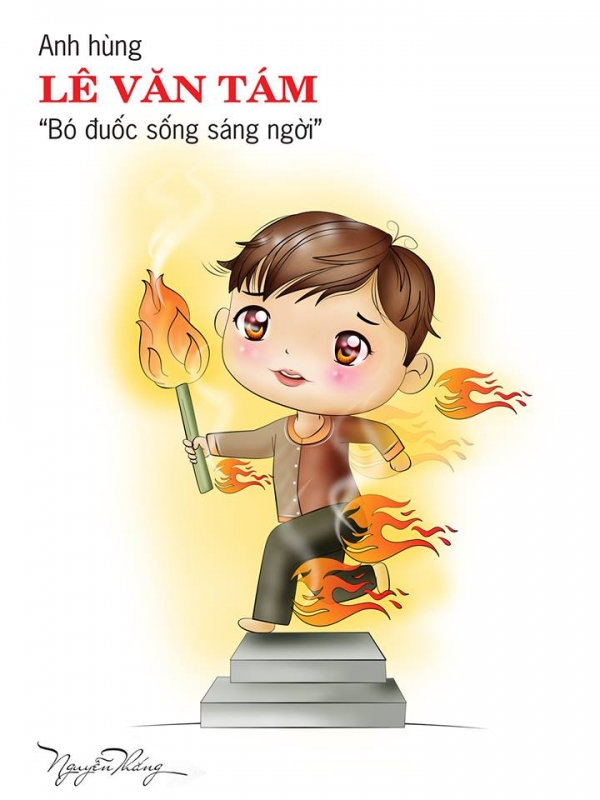 Anh hùng
LÊ VĂN TÁM
“Bó đuốc sống sáng ngời”
Nguyễn Thắng